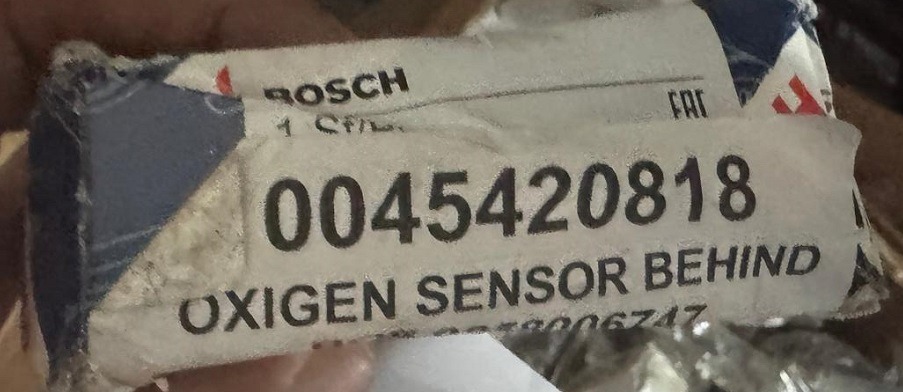 BOSCH
EAC
0045420818
OXIGEN SENSOR BEHIND